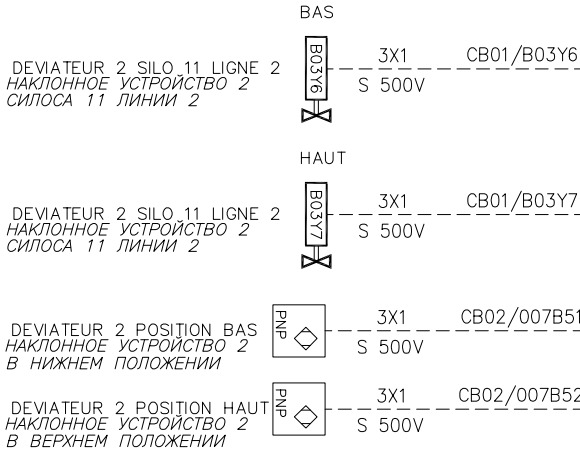 BAS
DEVIATEUR 2 SILO 11 LIGNE 2
НАКЛОННОЕ УСТРОЙСТВО 2
СИЛОСА 11 ЛИНИИ 2
B03Y6
3X1
CB01/B03Y6
S 500V
HAUT
DEVIATEUR 2 SILO 11 LIGNE 2
НАКЛОННОЕ УСТРОЙСТВО 2
СИЛОСА 11 ЛИНИИ 2
B03Y7
3X1
CB01/B03Y7
S 500V
DEVIATEUR 2 POSITION BAS
НАКЛОННОЕ УСТРОЙСТВО 2
В НИЖНЕМ ПОЛОЖЕНИИ
PNP
3X1
CB02/007B51
S 500V
DEVIATEUR 2 POSITION HAUT
НАКЛОННОЕ УСТРОЙСТВО 2
В ВЕРХНЕМ ПОЛОЖЕНИИ
PNP
3X1
CB02/007B52
S 500V